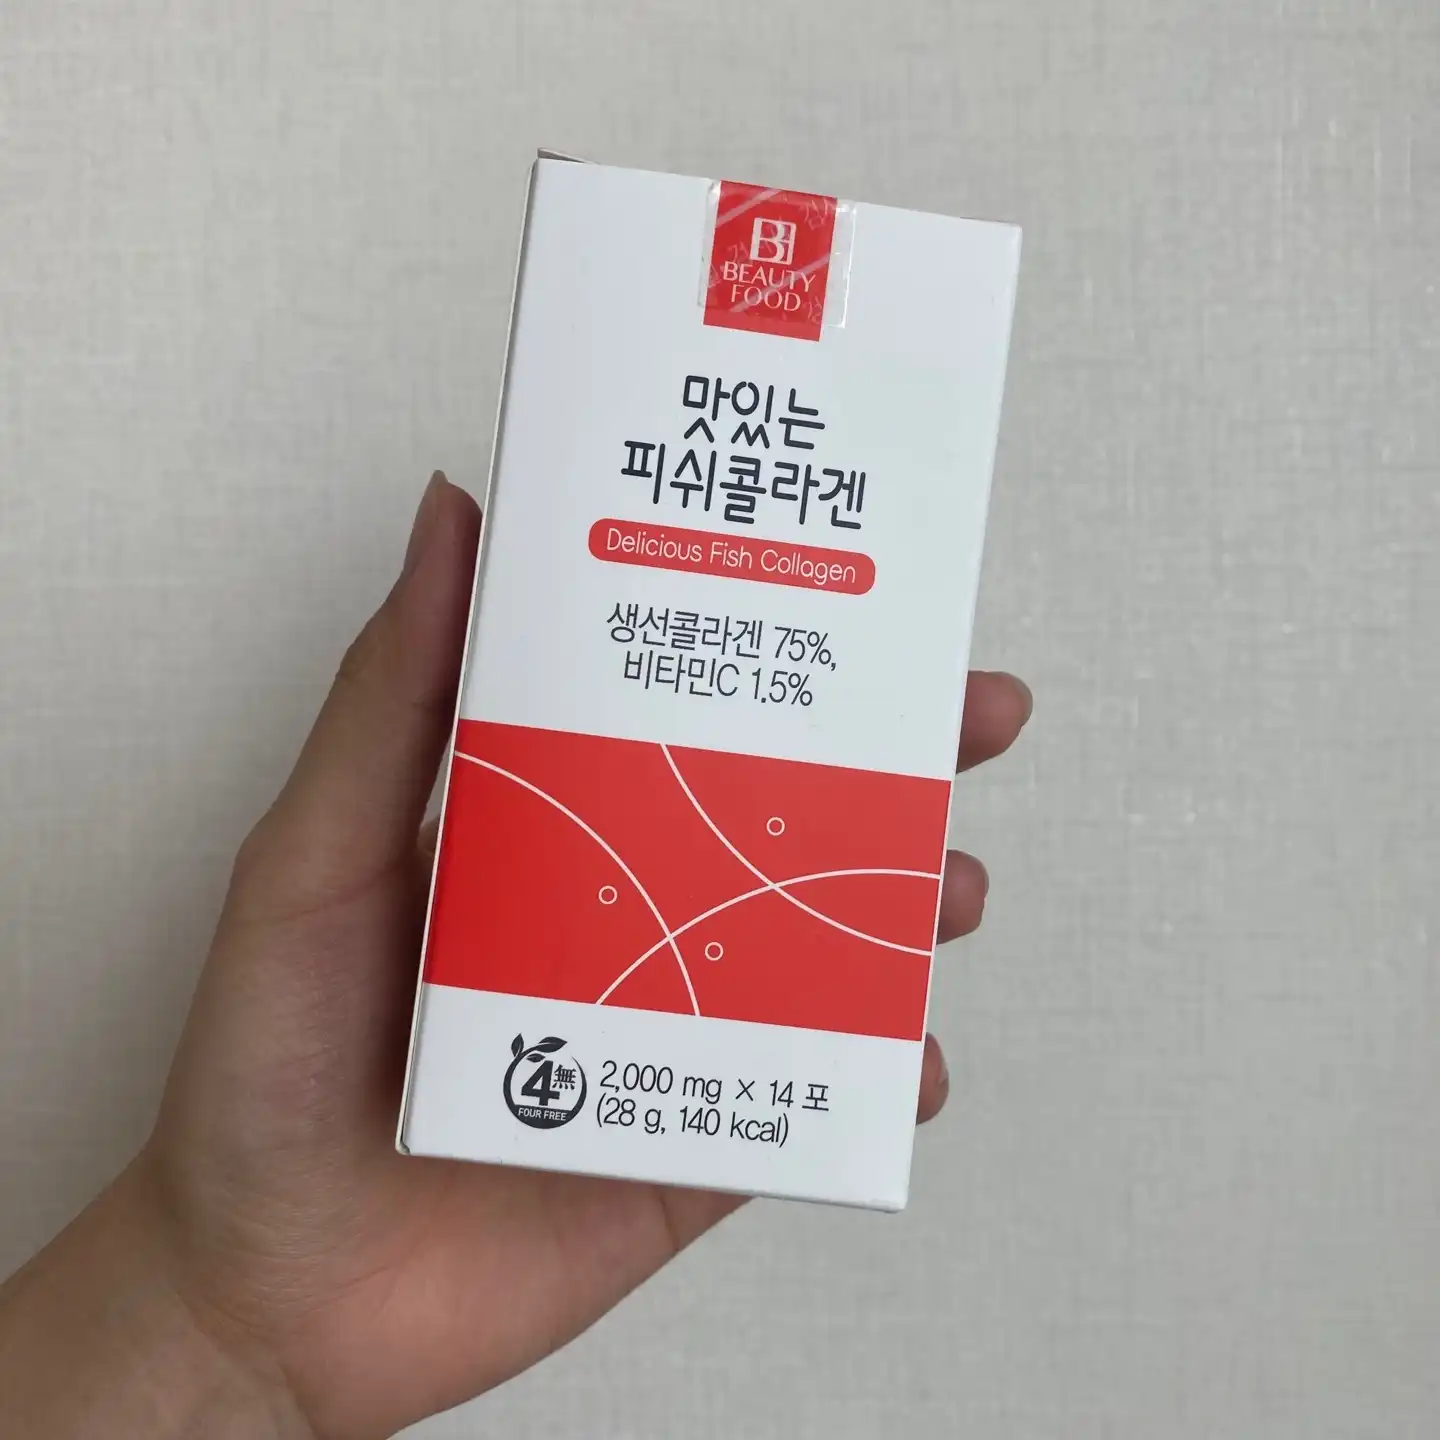 BF
BEAUTY
FOOD
맛있는
피쉬콜라겐
Delicious Fish Collagen
생선콜라겐 75%,
비타민C 1.5%
4無
FOUR FREE
2,000 mg × 14 포
(28 g, 140 kcal)